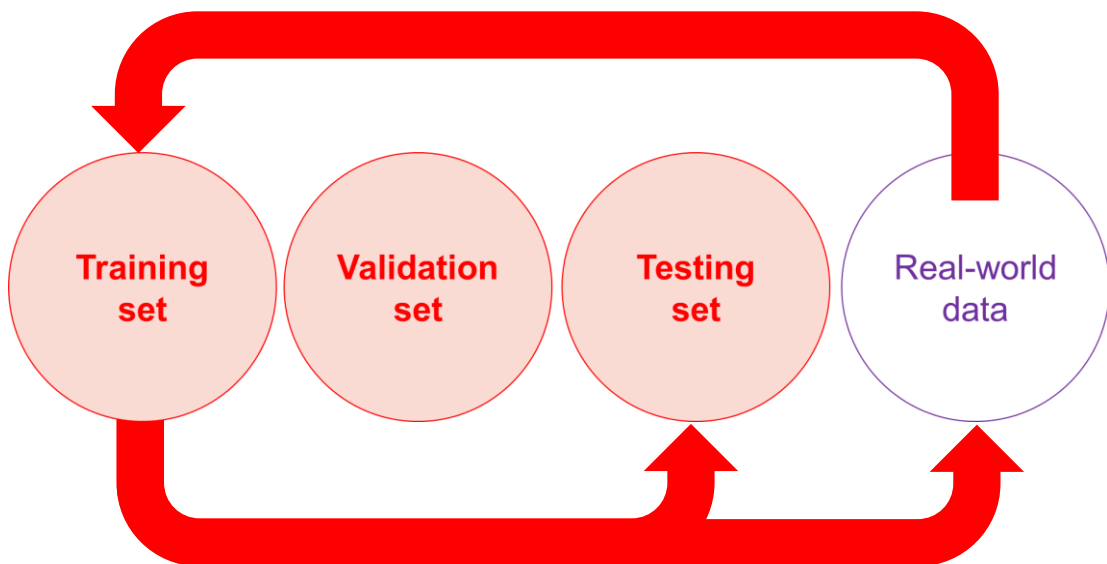 Training
set
Validation
set
Testing
set
Real-world
data